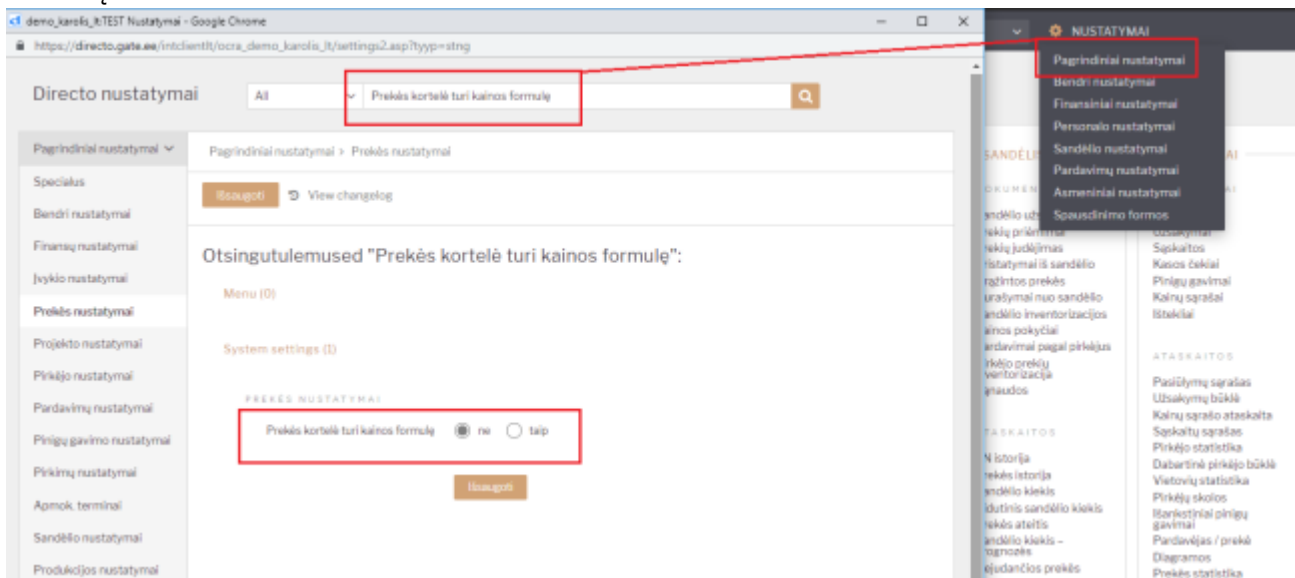 demo_karolis_lt:TEST Nustatymai - Google Chrome
https://directo.gate.ee/intclientlt/ocra_demo_karolis_lt/settings2.asp?tyyp=stng
NUSTATYMAI
Pagrindiniai nustatymai
Bendri nustatymai
Finansiniai nustatymai
Personalo nustatymai
Sandėlio nustatymai
Pardavimų nustatymai
Asmeniniai nustatymai
Spausdinimo formos
Directo nustatymai
All
Prekės kortelė turi kainos formulę
Pagrindiniai nustatymai
Specialus
Bendri nustatymai
Finansų nustatymai
Įvykio nustatymai
Prekės nustatymai
Projekto nustatymai
Pirkėjo nustatymai
Pardavimų nustatymai
Pinigų gavimo nustatymai
Pirkimų nustatymai
Apmok. terminai
Sandėlio nustatymai
Produkcijos nustatymai
Pagrindiniai nustatymai > Prekės nustatymai
Išsaugoti
View changelog
Otsingutulemused "Prekės kortelė turi kainos formulę":
Menu (0)
System settings (1)
PREKĖS NUSTATYMAI
Prekės kortelė turi kainos formulę ne taip
Išsaugoti
Užsakymai
Sąskaitos
Kasos čekiai
Pinigų gavimai
Kainų sąrašai
Ištekliai
ATASKAITOS
Pasiūlymų sąrašas
Užsakymų būklė
Kainų sąrašo ataskaita
Sąskaitų sąrašas
Pirkėjo statistika
Dabartinė pirkėjo būklė
Vietovių statistika
Pirkėjų skolos
Išankstiniai pinigų
gavimai
Pardavėjas / prekė
Diagramos
Prekės statistika